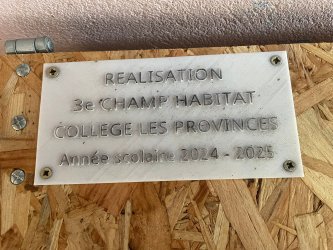 REALISATION
3e CHAMP HABITAT
COLLEGE LES PROVINCES
Année scolaire 2024 - 2025